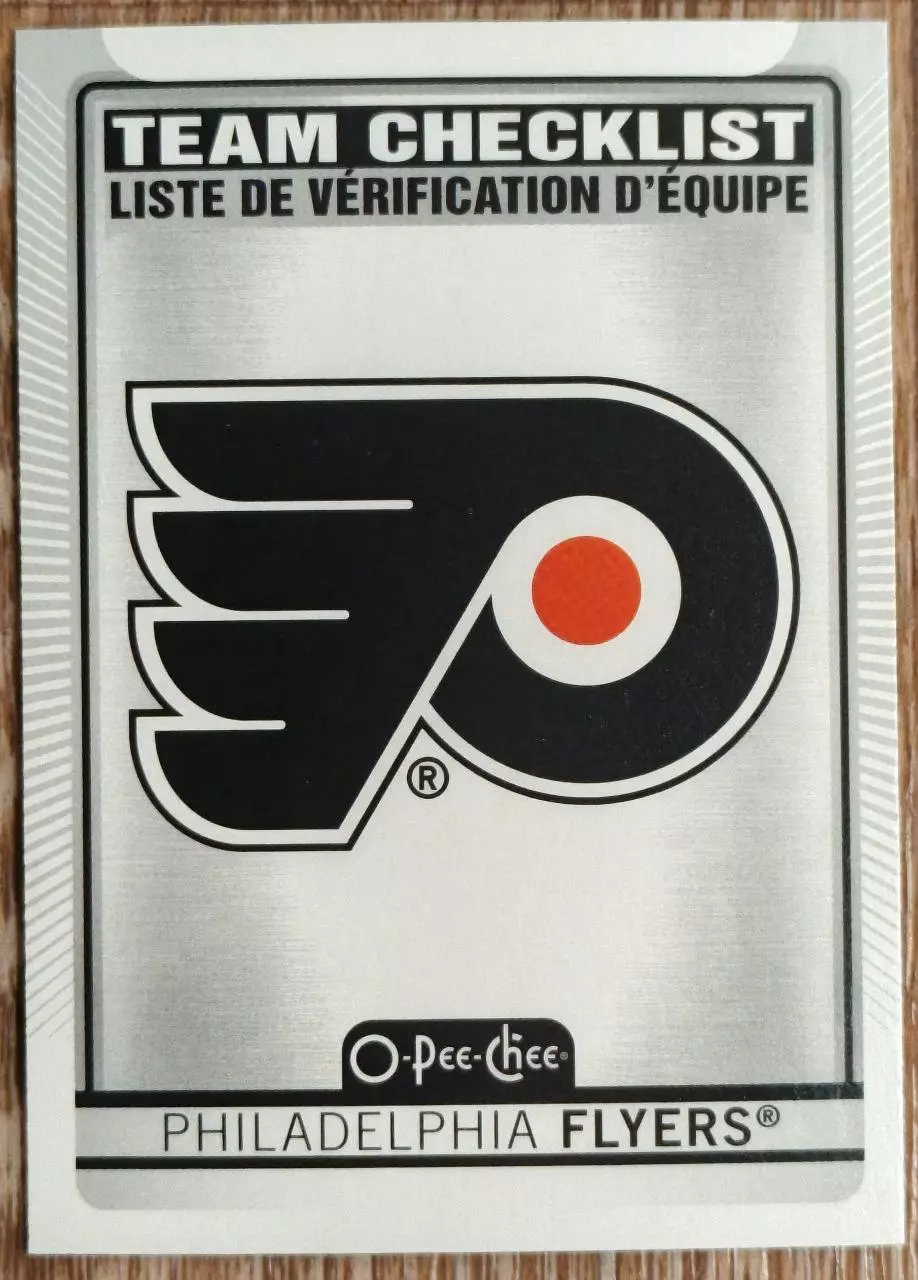 TEAM CHECKLIST
LISTE DE VÉRIFICATION D'ÉQUIPE
®
O-Pee-Chee®
PHILADELPHIA FLYERS®